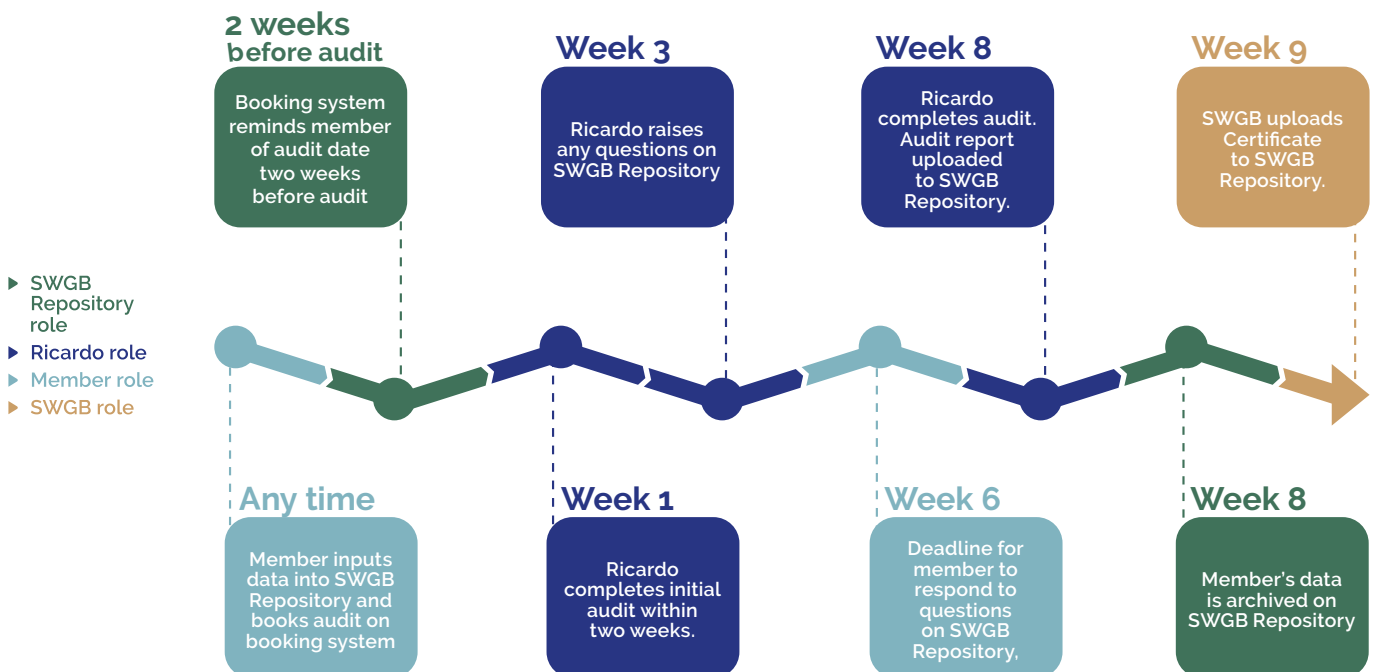 2 weeks
before audit
Booking system
reminds member
of audit date
two weeks
before audit
Week 3
Ricardo raises
any questions on
SWGB Repository
Week 8
Ricardo
completes audit.
Audit report
uploaded
to SWGB
Repository.
Week 9
SWGB uploads
Certificate
to SWGB
Repository.
SWGB
Repository
role
Ricardo role
Member role
SWGB role
Any time
Member inputs
data into SWGB
Repository and
books audit on
booking system
Week 1
Ricardo
completes initial
audit within
two weeks.
Week 6
Deadline for
member to
respond to
questions
on SWGB
Repository,
Week 8
Member's data
is archived on
SWGB Repository